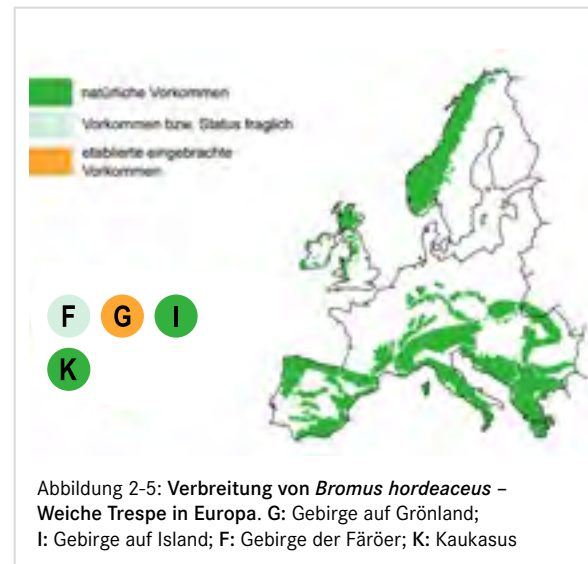 natürliche Vorkommen
Vorkommen bzw. Status fraglich
etablierte eingebrachte
Vorkommen
F G I
K
Abbildung 2-5: Verbreitung von Bromus hordeaceus –
Weiche Trespe in Europa. G: Gebirge auf Grönland;
I: Gebirge auf Island; F: Gebirge der Färöer; K: Kaukasus